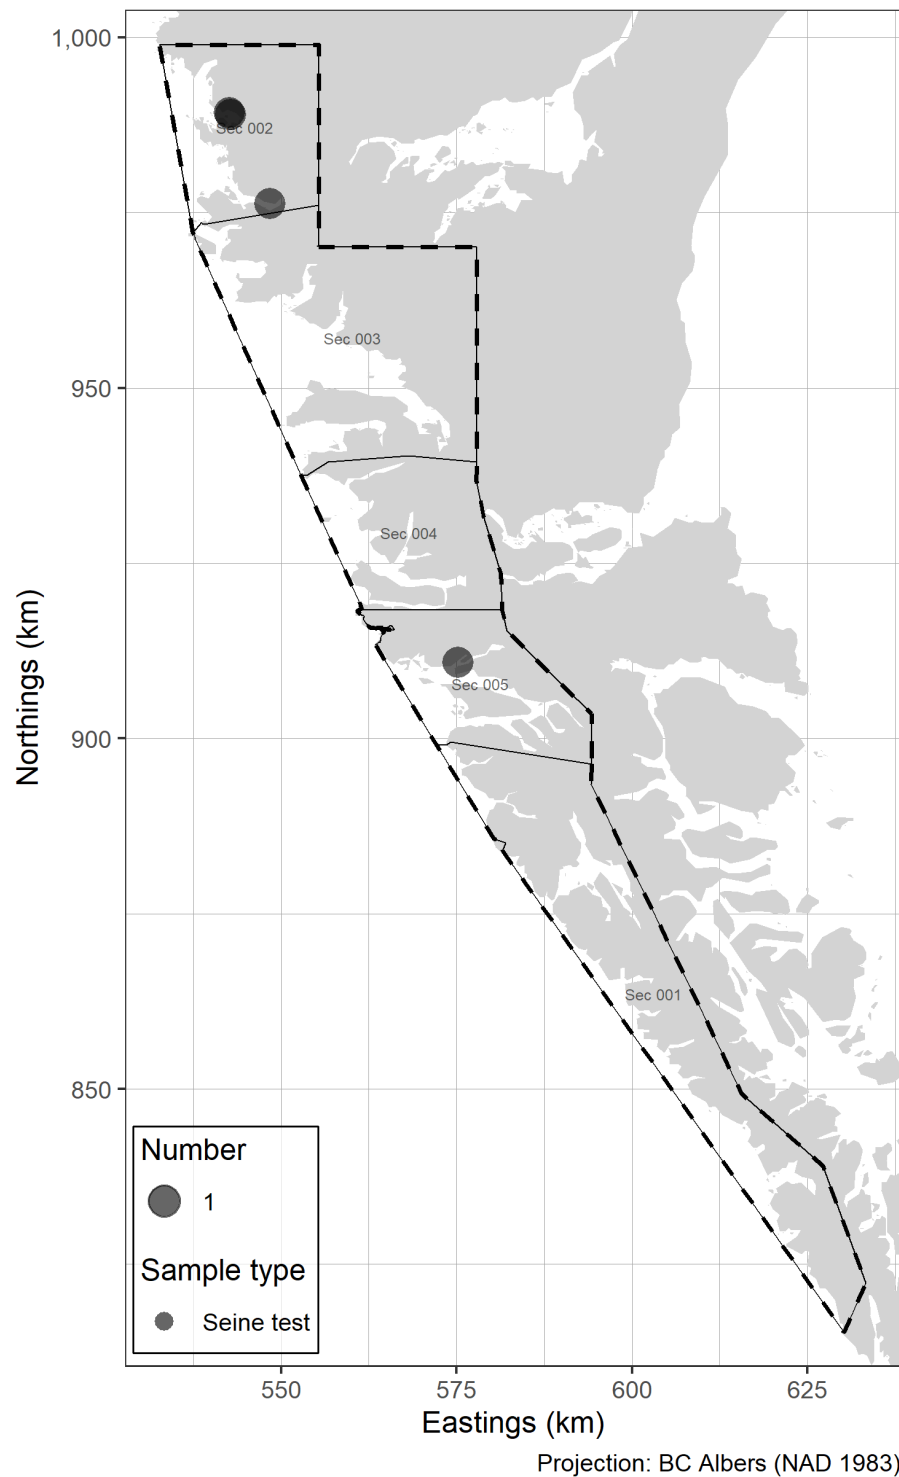 1,000
950
900
850
Northings (km)
Sec 002
Sec 003
Sec 004
Sec 005
Sec 001
Number
1
Sample type
Seine test
550
575
600
625
Eastings (km)
Projection: BC Albers (NAD 1983)